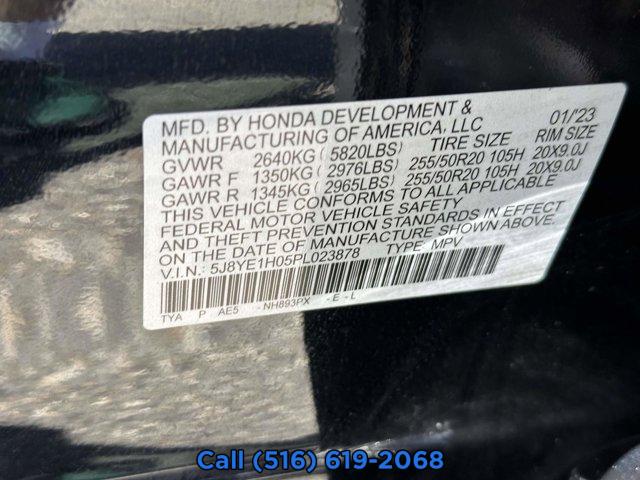 MFD. BY HONDA DEVELOPMENT & 01/'23
MANUFACTURING OF AMERICA, LLC TIRE SIZE RIM SIZE
GVWR 2640KG (5820LBS)
GAWR F 1350KG (2976LBS) 255/50R20 105H 20X9.0J
GAWR R 1345KG (2965LBS) 255/50R20 105H 20X9.0J
THIS VEHICLE CONFORMS TO ALL APPLICABLE
FEDERAL MOTOR VEHICLE SAFETY
AND THEFT PREVENTION STANDARDS IN EFFECT
ON THE DATE OF MANUFACTURE SHOWN ABOVE.
V.I.N.: 5J8YE1H05PL023878 TYPE: MPV
TYA P AE5 - NH893PX - E - L
Call (516) 619-2068